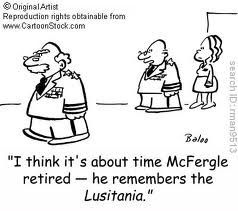 © Original Artist
Reproduction rights obtainable from
www.CartoonStock.com
Baloo
search ID: rman9513
"I think it's about time McFergle
retired — he remembers the
Lusitania."